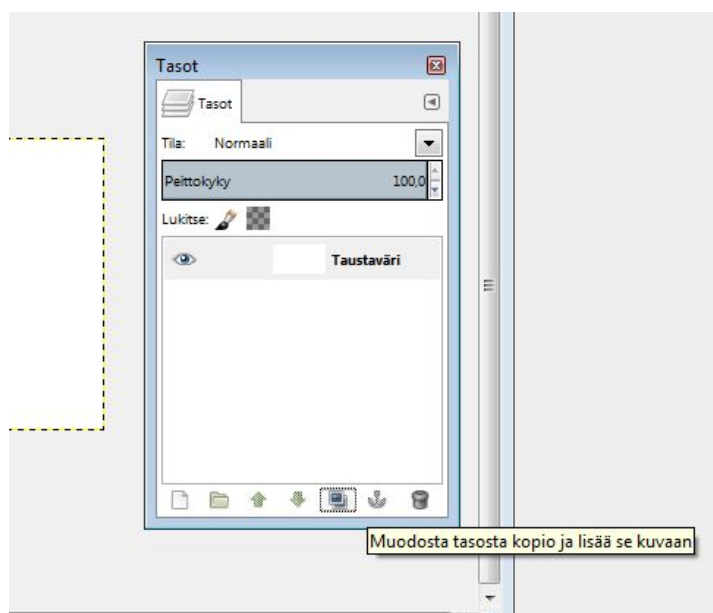 Tasot
Tasot
Tila: Normaali
Peittokyky 100,0
Lukitse:
Taustaväri
Muodosta tasosta kopio ja lisää se kuvaan